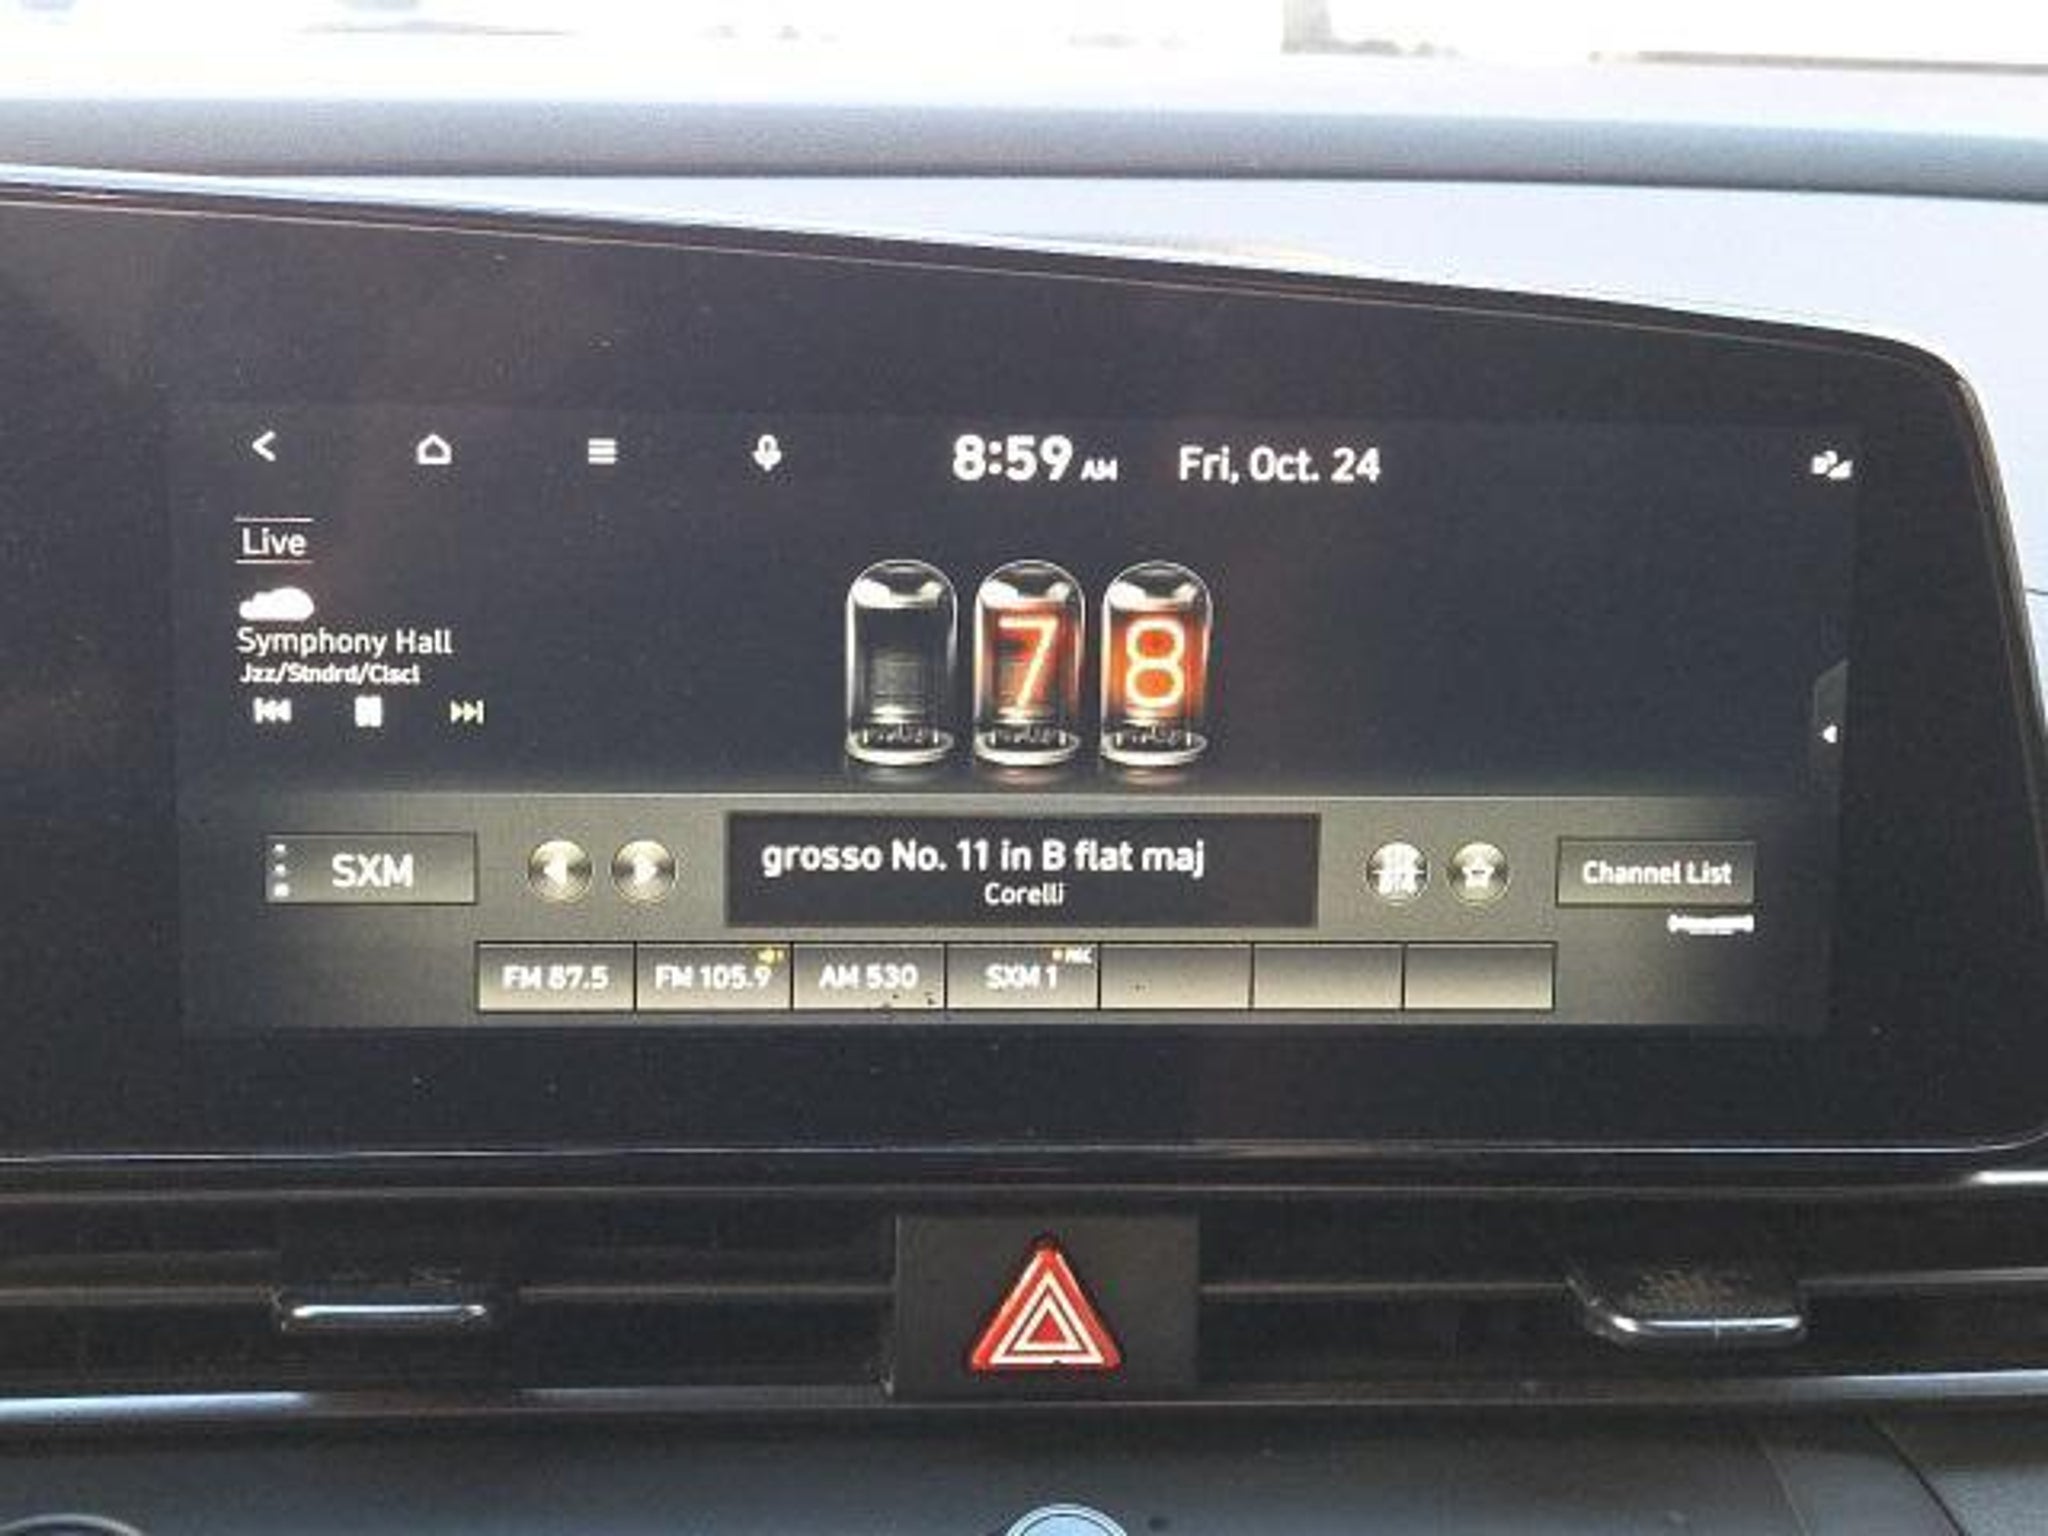 8:59 AM Fri, Oct. 24
Live
Symphony Hall
Jzz/Stndrd/Clscl
78
SXM
grosso No. 11 in B flat maj
Corelli
Channel List
FM 87.5 FM 105.9 AM 530 SXM 1